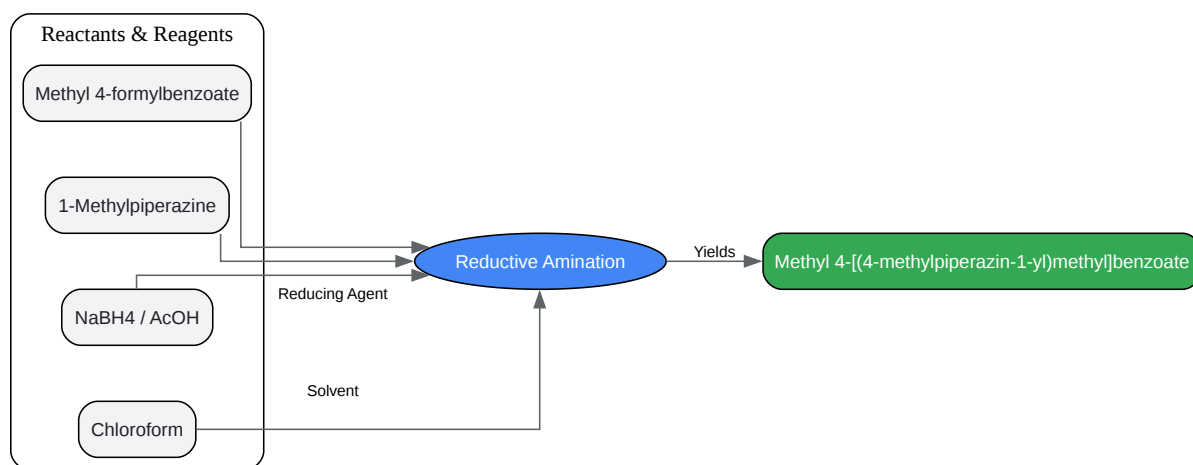 Reactants & Reagents
Methyl 4-formylbenzoate
1-Methylpiperazine
Reductive Amination
Yields
Methyl 4-[(4-methylpiperazin-1-yl)methyl]benzoate
Reducing Agent
NaBH4 / AcOH
Solvent
Chloroform